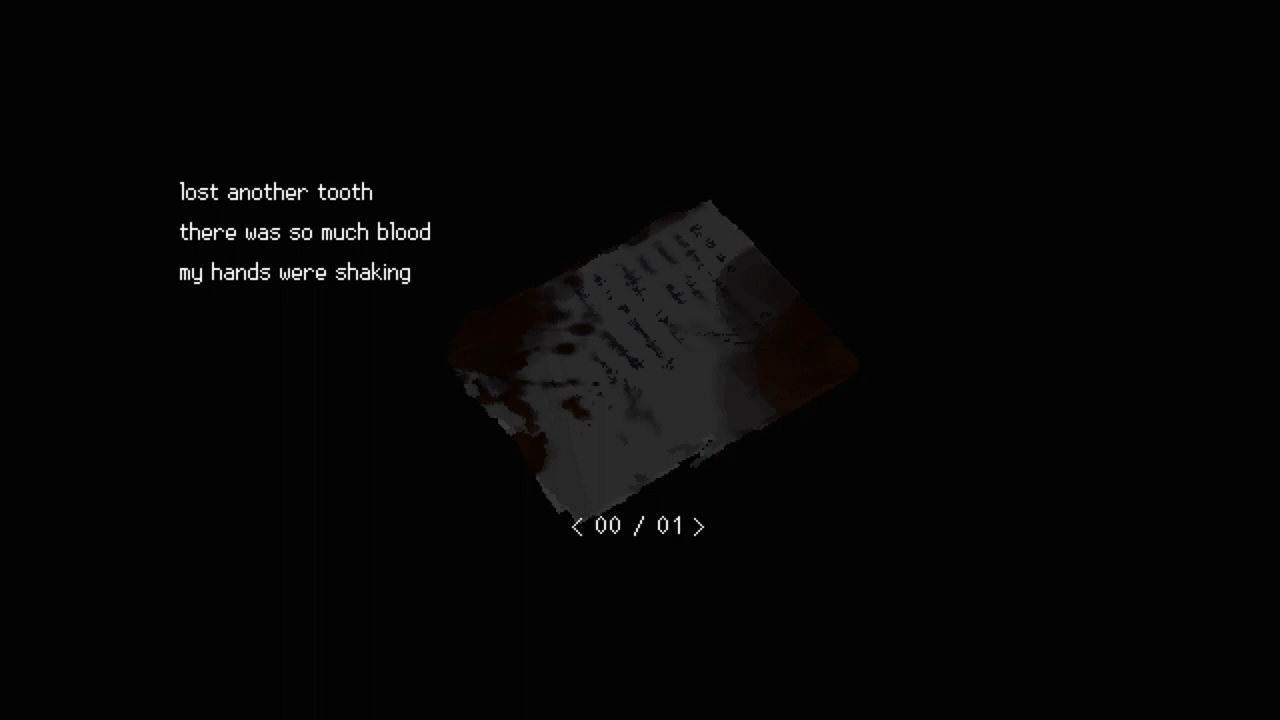 lost another tooth
there was so much blood
my hands were shaking
< 00 / 01 >